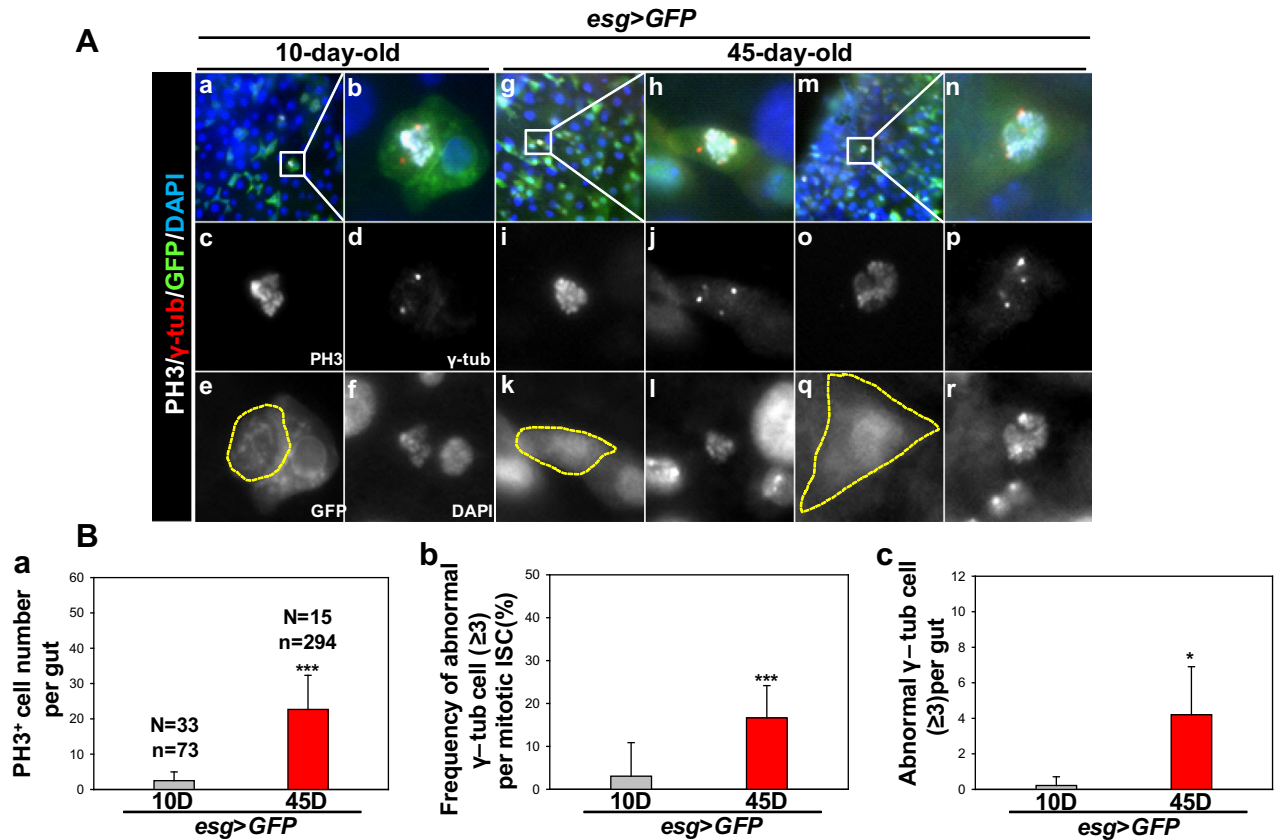 esg>GFP
A
10-day-old
45-day-old
PH3/γ-tub/GFP/DAPI
a
b
g
h
m
n
c
d
i
j
o
p
PH3
γ-tub
e
f
k
l
q
r
GFP
DAPI
B
a
PH3+ cell number
per gut
60
50
40
30
20
10
0
N=33
n=73
N=15
n=294
***
10D
45D
esg>GFP
b
Frequency of abnormal
γ−tub cell (≥3)
per mitotic ISC(%)
50
40
30
20
10
0
***
10D
45D
esg>GFP
c
Abnormal γ−tub cell
(≥3)per gut
12
10
8
6
4
2
0
*
10D
45D
esg>GFP